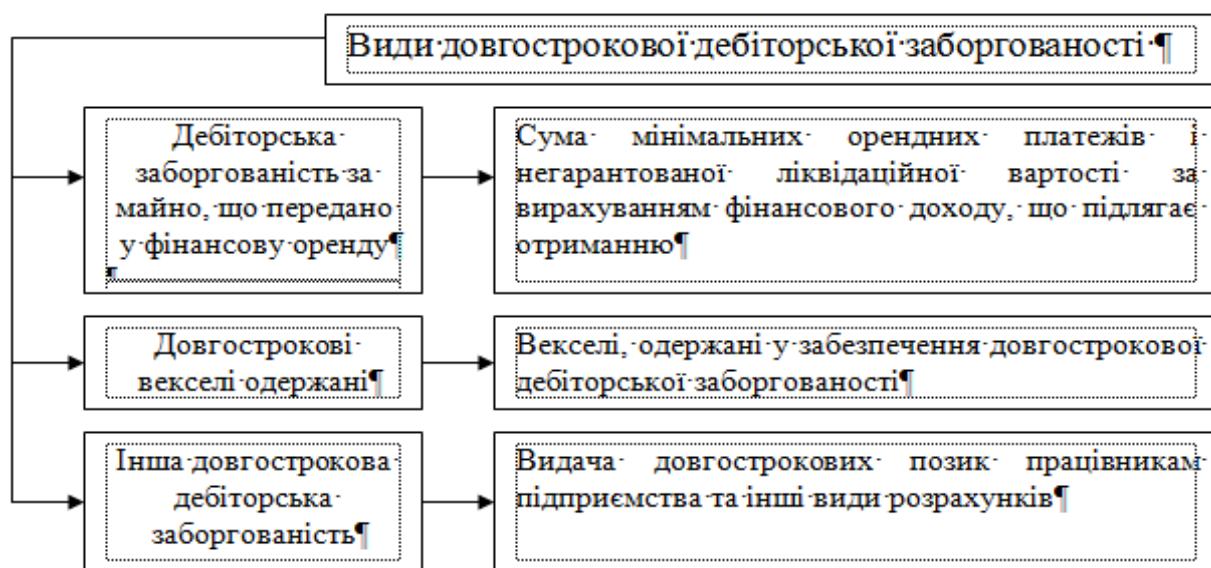 Види довгострокової дебіторської заборгованості ¶
Дебіторська
заборгованість за
майно, що передано
у фінансову оренду¶
¶
Сума мінімальних орендних платежів і
негарантованої ліквідаційної вартості за
вирахуванням фінансового доходу, що підлягає
отриманню¶
Довгострокові
векселі одержані¶
Векселі, одержані у забезпечення довгострокової
дебіторської заборгованості¶
Інша довгострокова
дебіторська
заборгованість¶
Видача довгострокових позик працівникам
підприємства та інші види розрахунків¶